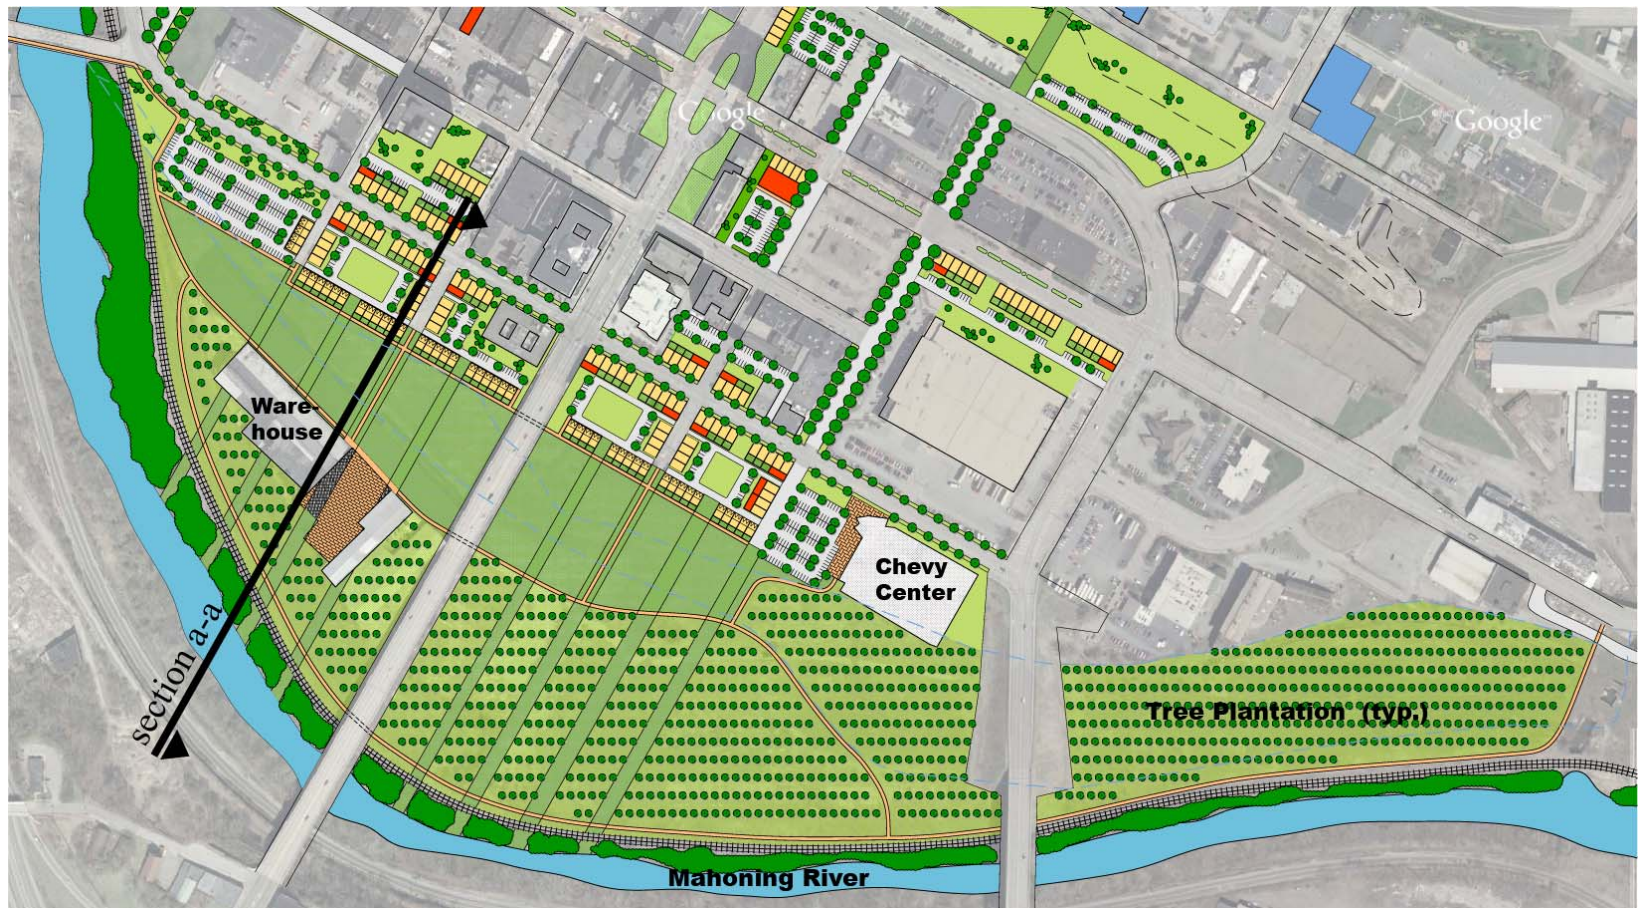 Google
Google
Ware-
house
Chevy
Center
section a-a
Tree Plantation (typ.)
Mahoning River